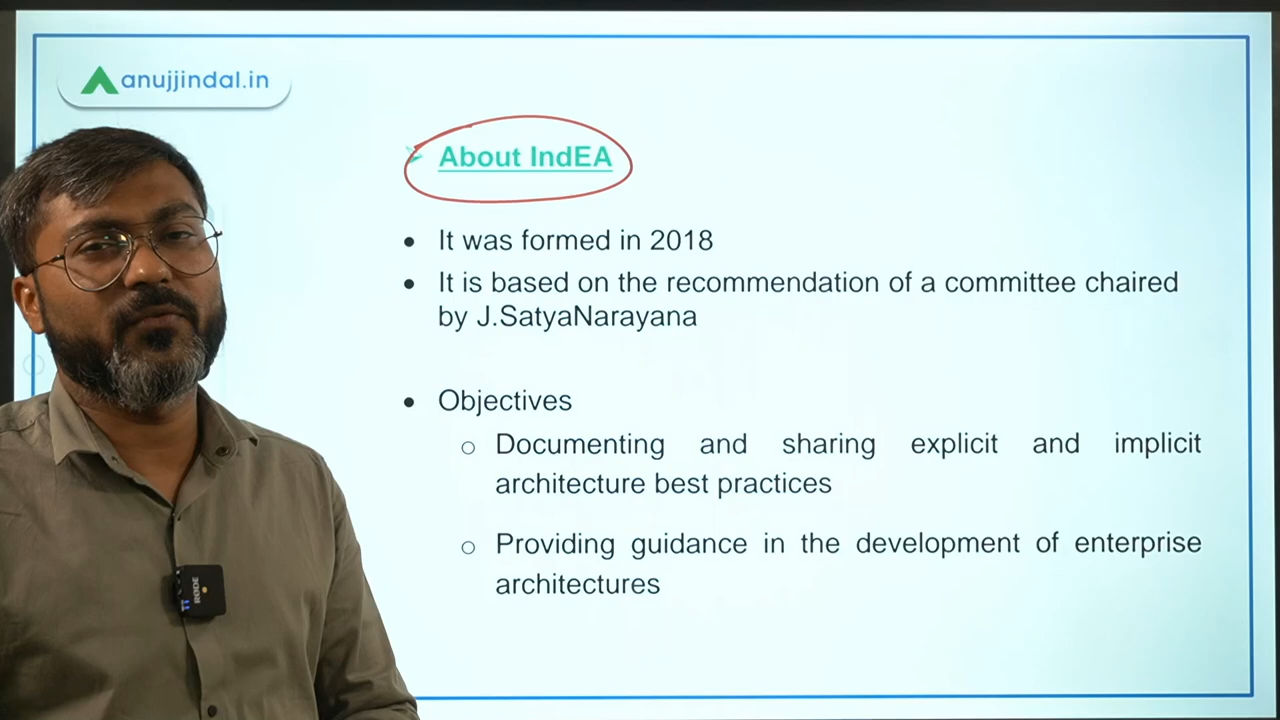 anujjindal.in
About IndEA
It was formed in 2018
It is based on the recommendation of a committee chaired
by J.SatyaNarayana
Objectives
Documenting and sharing explicit and implicit
architecture best practices
Providing guidance in the development of enterprise
architectures
RODE